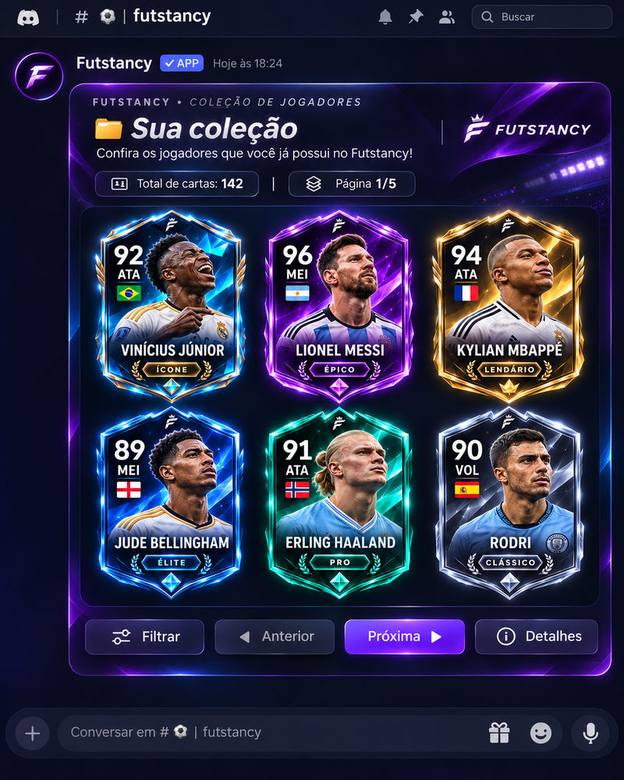 # ⚽ | futstancy
Buscar
Futstancy ✓ APP Hoje às 18:24
FUTSTANCY • COLEÇÃO DE JOGADORES
Sua coleção
FUTSTANCY
Confira os jogadores que você já possui no Futstancy!
Total de cartas: 142 | Página 1/5
92
ATA
VINÍCIUS JÚNIOR
ÍCONE
96
MEI
LIONEL MESSI
ÉPICO
94
ATA
KYLIAN MBAPPÉ
LENDÁRIO
89
MEI
JUDE BELLINGHAM
ÉLITE
91
ATA
ERLING HAALAND
PRO
90
VOL
RODRI
CLÁSSICO
Filtrar
Anterior
Próxima
Detalhes
Conversar em # ⚽ | futstancy